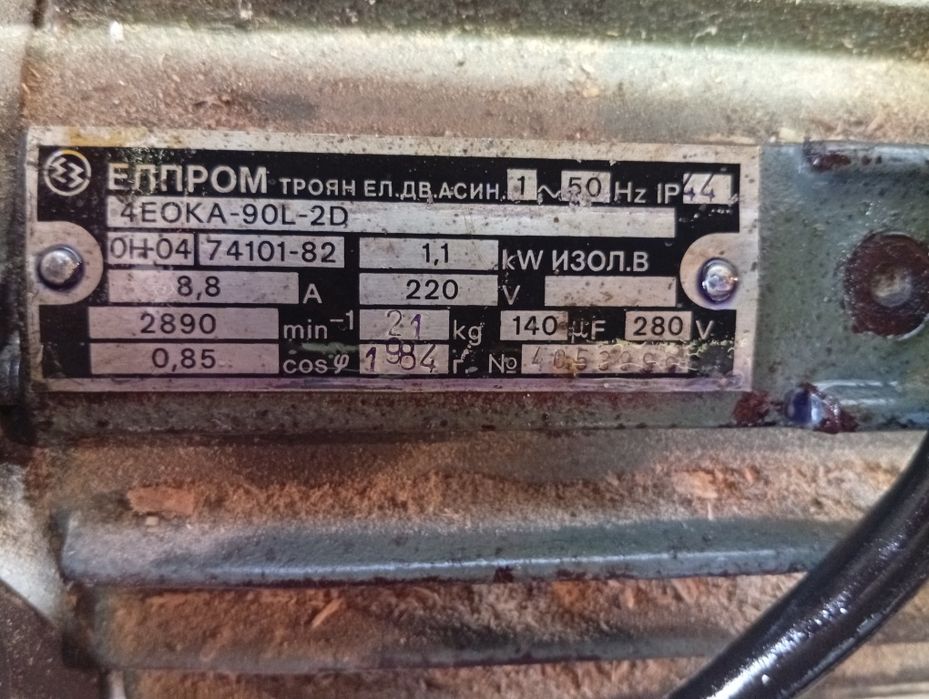 ЕЛПРОМ ТРОЯН ЕЛ.ДВ.АСИН. 1 ~ 50 Hz IP 44
4EOKA-90L-2D
ОН-04 74101-82 1,1 kW ИЗОЛ.В
8,8 A 220 V
2890 min⁻¹ 21 kg 140 μF 280 V
0,85 cosφ 1984 г. №